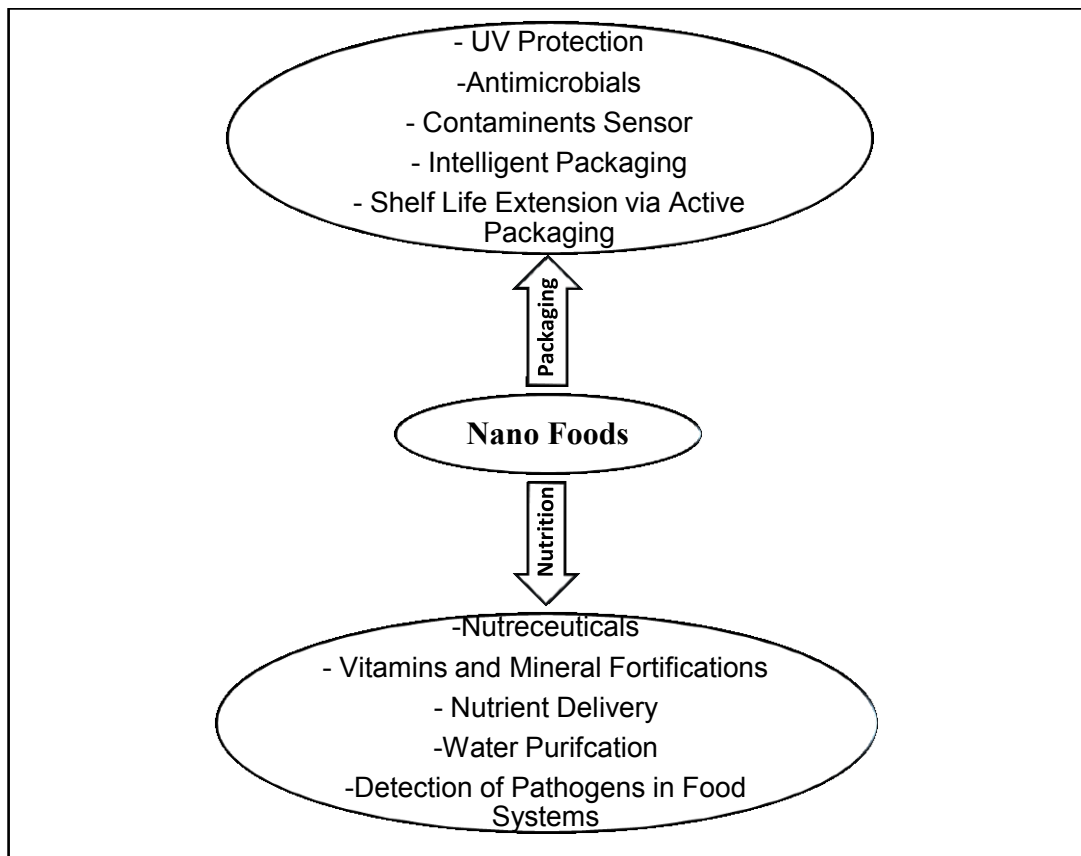 - UV Protection
-Antimicrobials
- Contaminents Sensor
- Intelligent Packaging
- Shelf Life Extension via Active
Packaging
Packaging
Nano Foods
Nutrition
-Nutreceuticals
- Vitamins and Mineral Fortifications
- Nutrient Delivery
-Water Purifcation
-Detection of Pathogens in Food
Systems